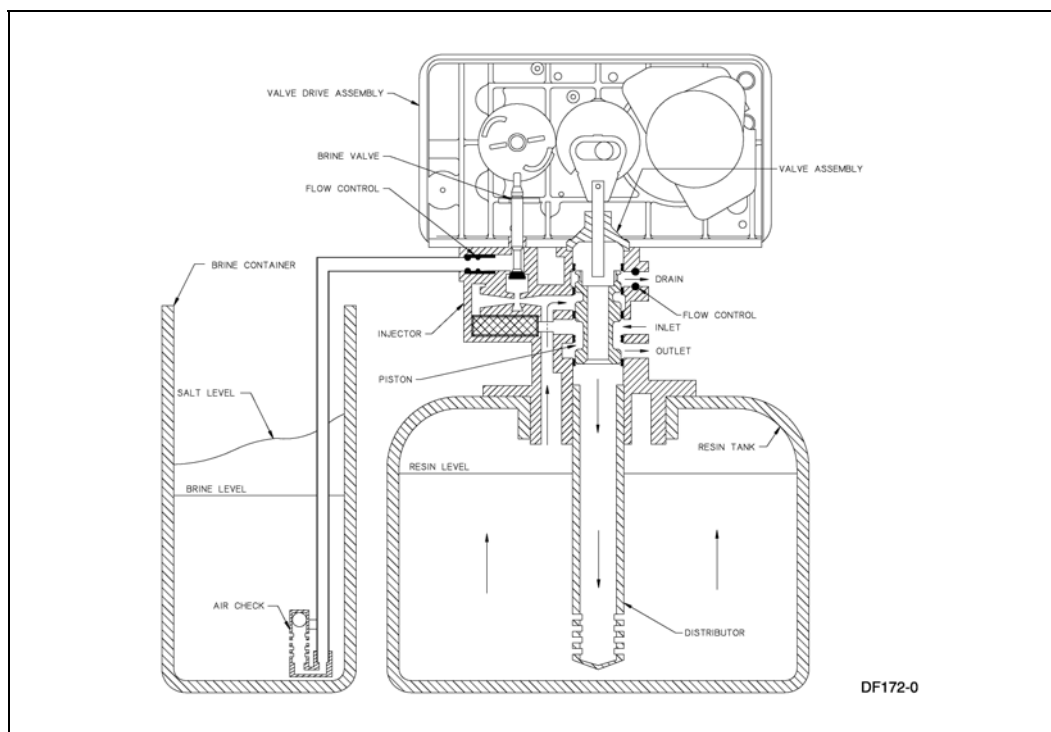 VALVE DRIVE ASSEMBLY
BRINE VALVE
VALVE ASSEMBLY
FLOW CONTROL
BRINE CONTAINER
DRAIN
FLOW CONTROL
INJECTOR
INLET
OUTLET
PISTON
SALT LEVEL
RESIN TANK
RESIN LEVEL
BRINE LEVEL
AIR CHECK
DISTRIBUTOR
DF172-0